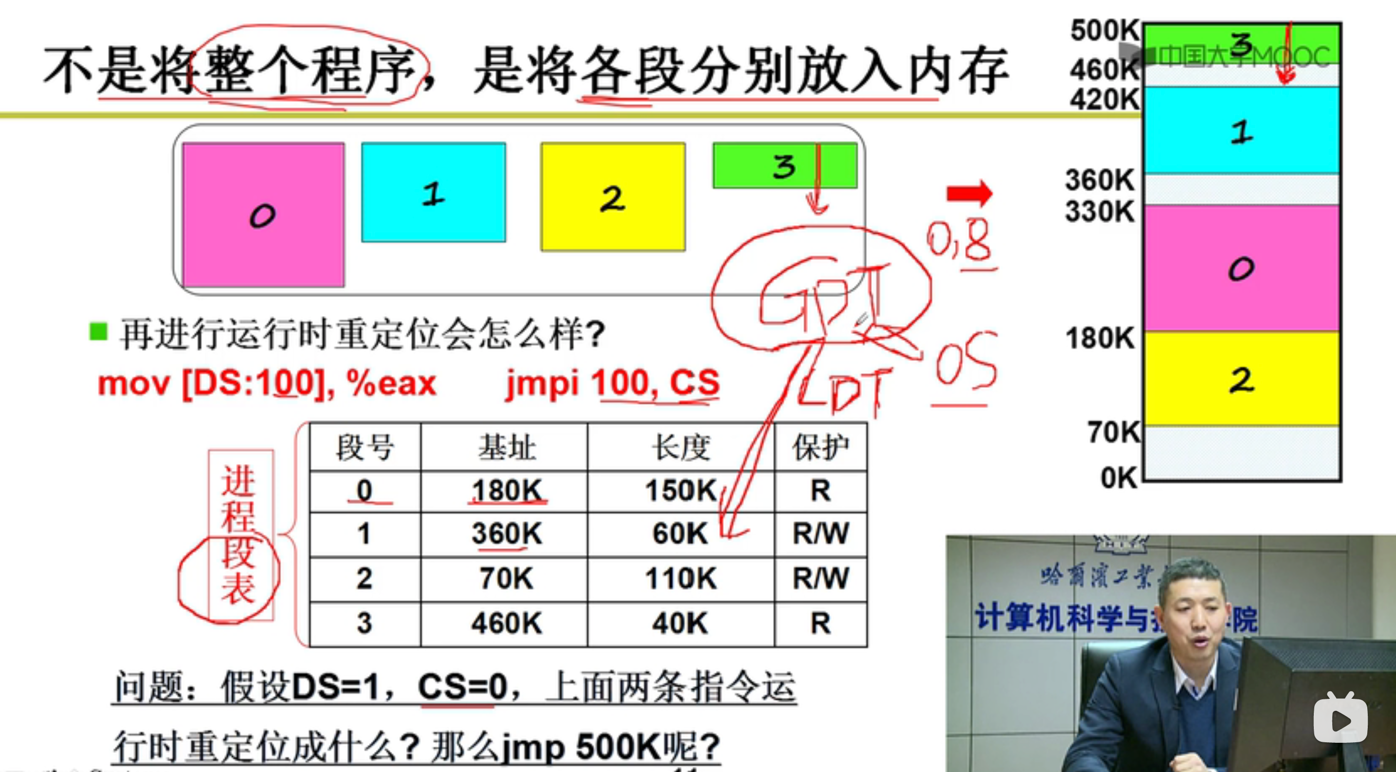 不是将整个程序，是将各段分别放入内存
中国大学MOOC
0 1 2 3
500K
3
460K
420K
1
360K
330K
0
180K
2
70K
0K
0,8
GDT
OS
LDT
再进行运行时重定位会怎么样?
mov [DS:100], %eax jmpi 100, CS
进程段表
段号 基址 长度 保护
0 180K 150K R
1 360K 60K R/W
2 70K 110K R/W
3 460K 40K R
问题：假设DS=1，CS=0，上面两条指令运
行时重定位成什么? 那么jmp 500K呢?
哈尔滨工业
计算机科学与技 学院